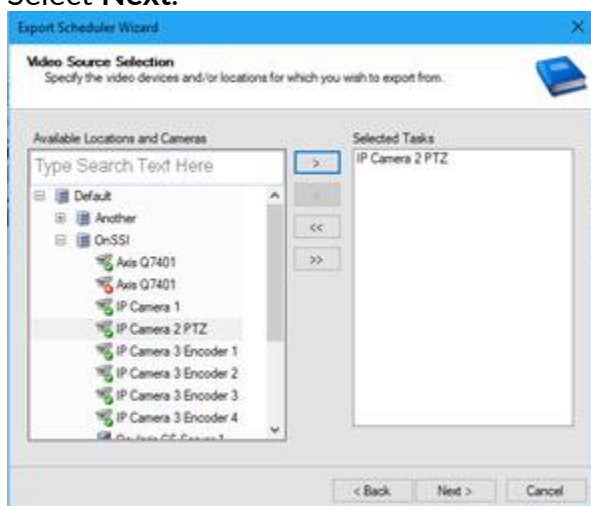 Select Next.
Export Scheduler Wizard
Video Source Selection
Specify the video devices and/or locations for which you wish to export from.
Available Locations and Cameras
Selected Tasks
Type Search Text Here
>
IP Camera 2 PTZ
Default
Another
<<
OnSSI
Axis Q7401
>>
Axis Q7401
IP Camera 1
IP Camera 2 PTZ
IP Camera 3 Encoder 1
IP Camera 3 Encoder 2
IP Camera 3 Encoder 3
IP Camera 3 Encoder 4
< Back Next > Cancel